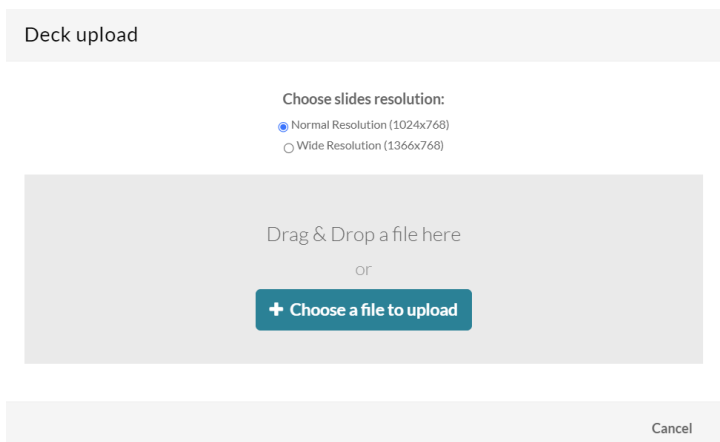 Deck upload
Choose slides resolution:
Normal Resolution (1024x768)
Wide Resolution (1366x768)
Drag & Drop a file here
or
+ Choose a file to upload
Cancel